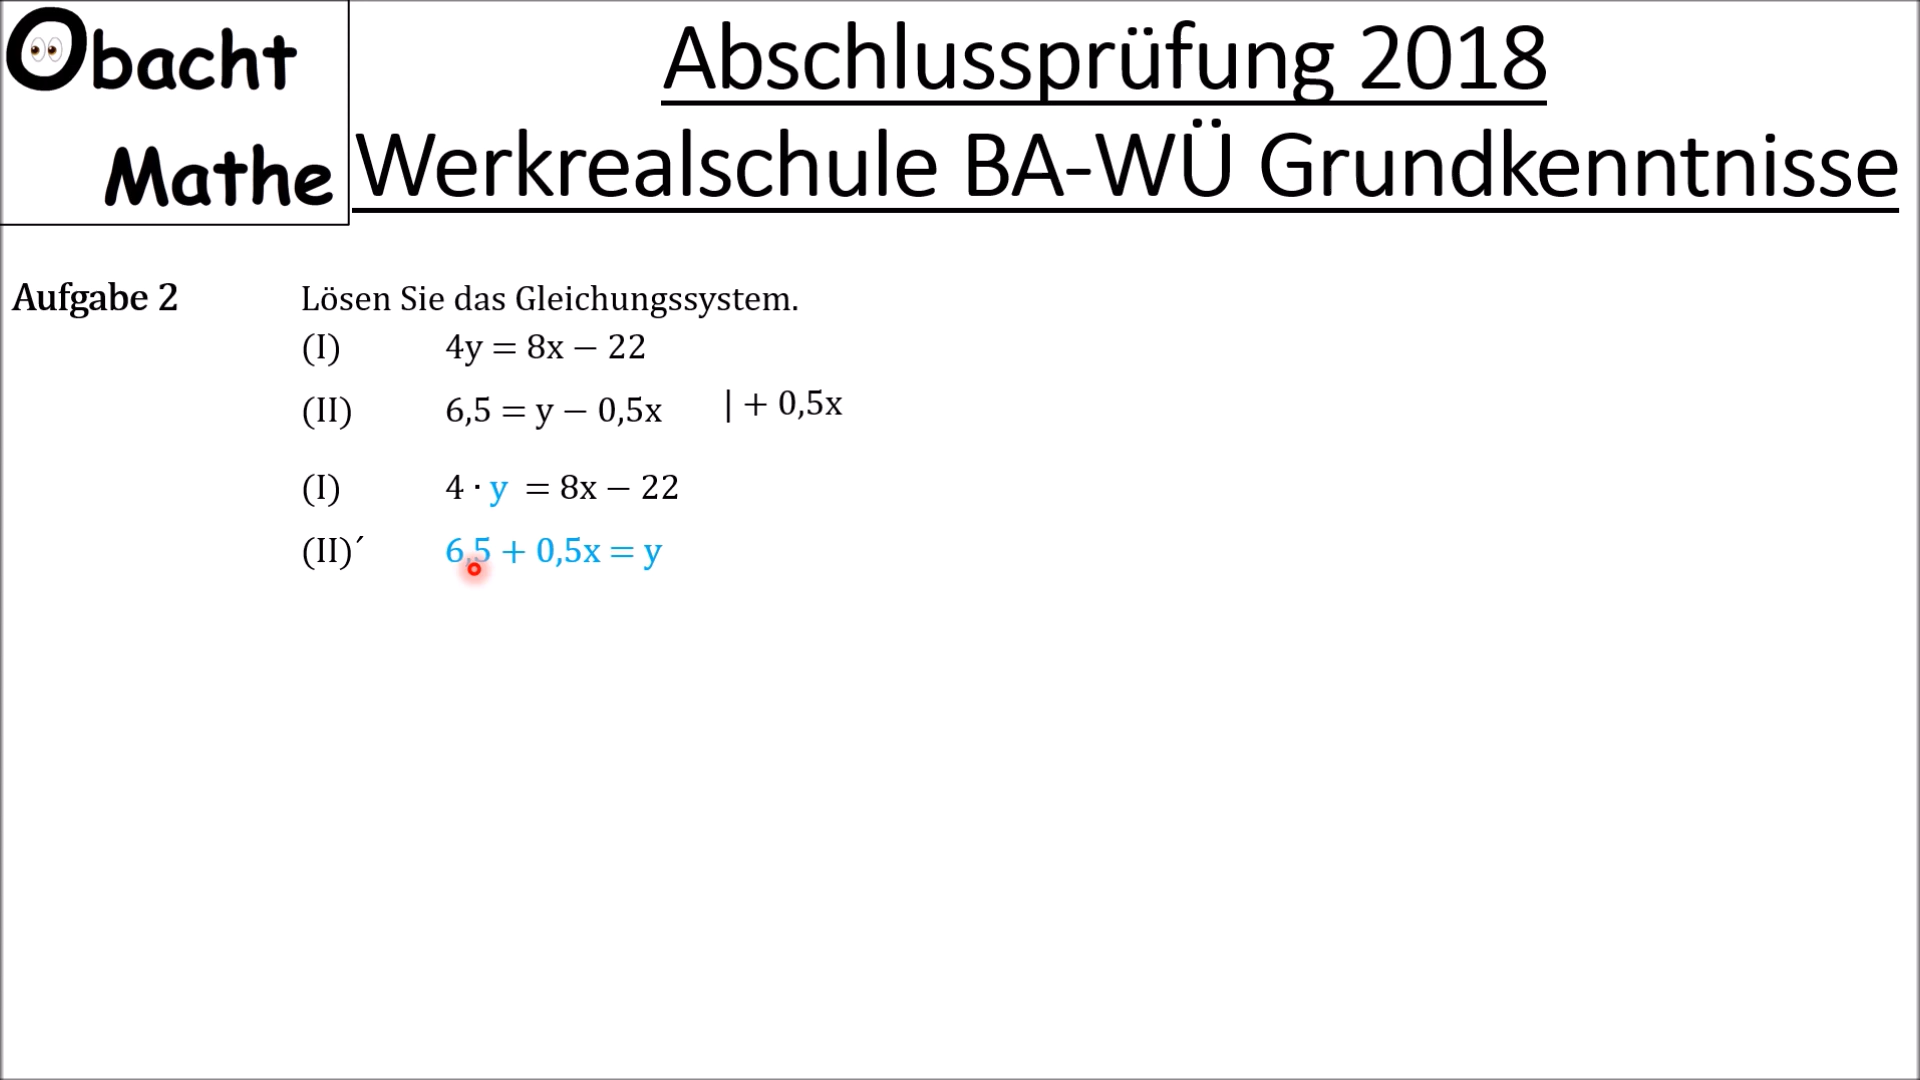 Obacht
Mathe
Abschlussprüfung 2018
Werkrealschule BA-WÜ Grundkenntnisse
Aufgabe 2 Lösen Sie das Gleichungssystem.
(I) 4y = 8x − 22
(II) 6,5 = y − 0,5x | + 0,5x
(I) 4 · y = 8x − 22
(II)´ 6,5 + 0,5x = y